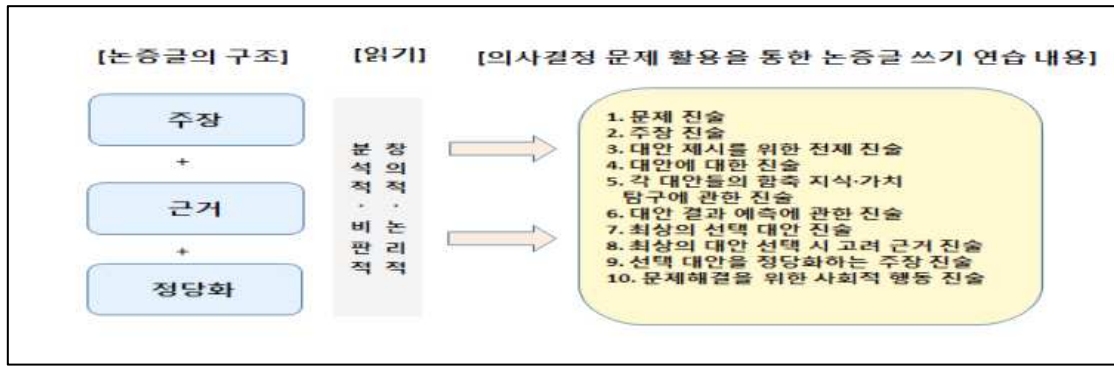 [논증글의 구조]
[읽기]
[의사결정 문제 활용을 통한 논증글 쓰기 연습 내용]
주장
+
근거
+
정당화
분석적·비판적
창의적·논리적
1. 문제 진술
2. 주장 진술
3. 대안 제시를 위한 전제 진술
4. 대안에 대한 진술
5. 각 대안들의 함축 지식·가치
탐구에 관한 진술
6. 대안 결과 예측에 관한 진술
7. 최상의 선택 대안 진술
8. 최상의 대안 선택 시 고려 근거 진술
9. 선택 대안을 정당화하는 주장 진술
10. 문제해결을 위한 사회적 행동 진술